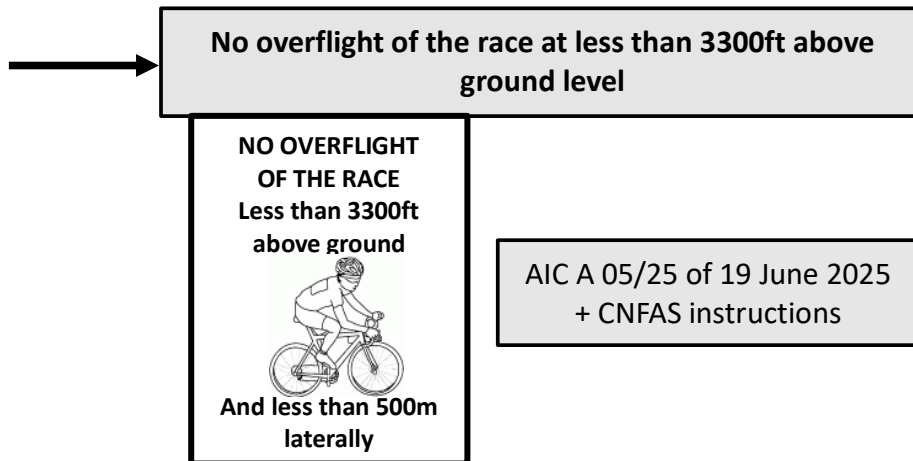 No overflight of the race at less than 3300ft above
ground level
NO OVERFLIGHT
OF THE RACE
Less than 3300ft
above ground
And less than 500m
laterally
AIC A 05/25 of 19 June 2025
+ CNFAS instructions